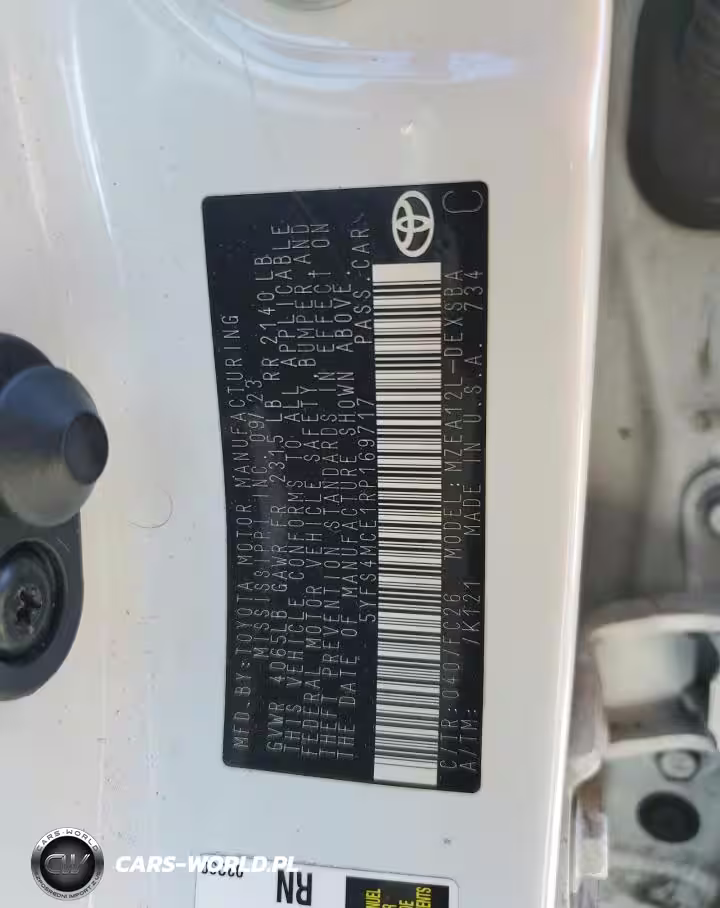 MFD. BY: TOYOTA MOTOR MANUFACTURING
MISSISSIPPI, INC. 09/23
GVWR 4065LB GAWR FR 2315 LB RR 2140 LB
THIS VEHICLE CONFORMS TO ALL APPLICABLE
FEDERAL MOTOR VEHICLE SAFETY, BUMPER, AND
THEFT PREVENTION STANDARDS IN EFFECT ON
THE DATE OF MANUFACTURE SHOWN ABOVE.
5YFS4MCE1RP169717 PASS. CAR
C/TR: 040/FC26 MODEL: MZEA12L-DEXSBA
A/TM: /K121 MADE IN U.S.A. 734
C
RN
CARS-WORLD
CW
CARS-WORLD.PL